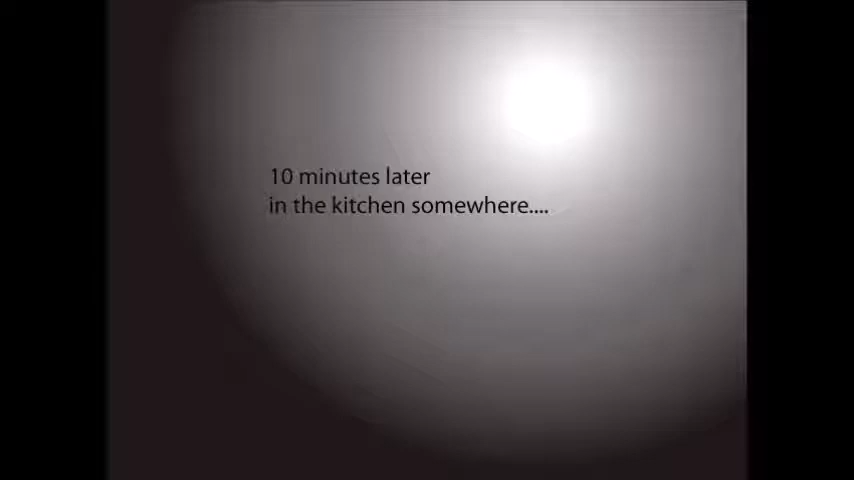 10 minutes later
in the kitchen somewhere....